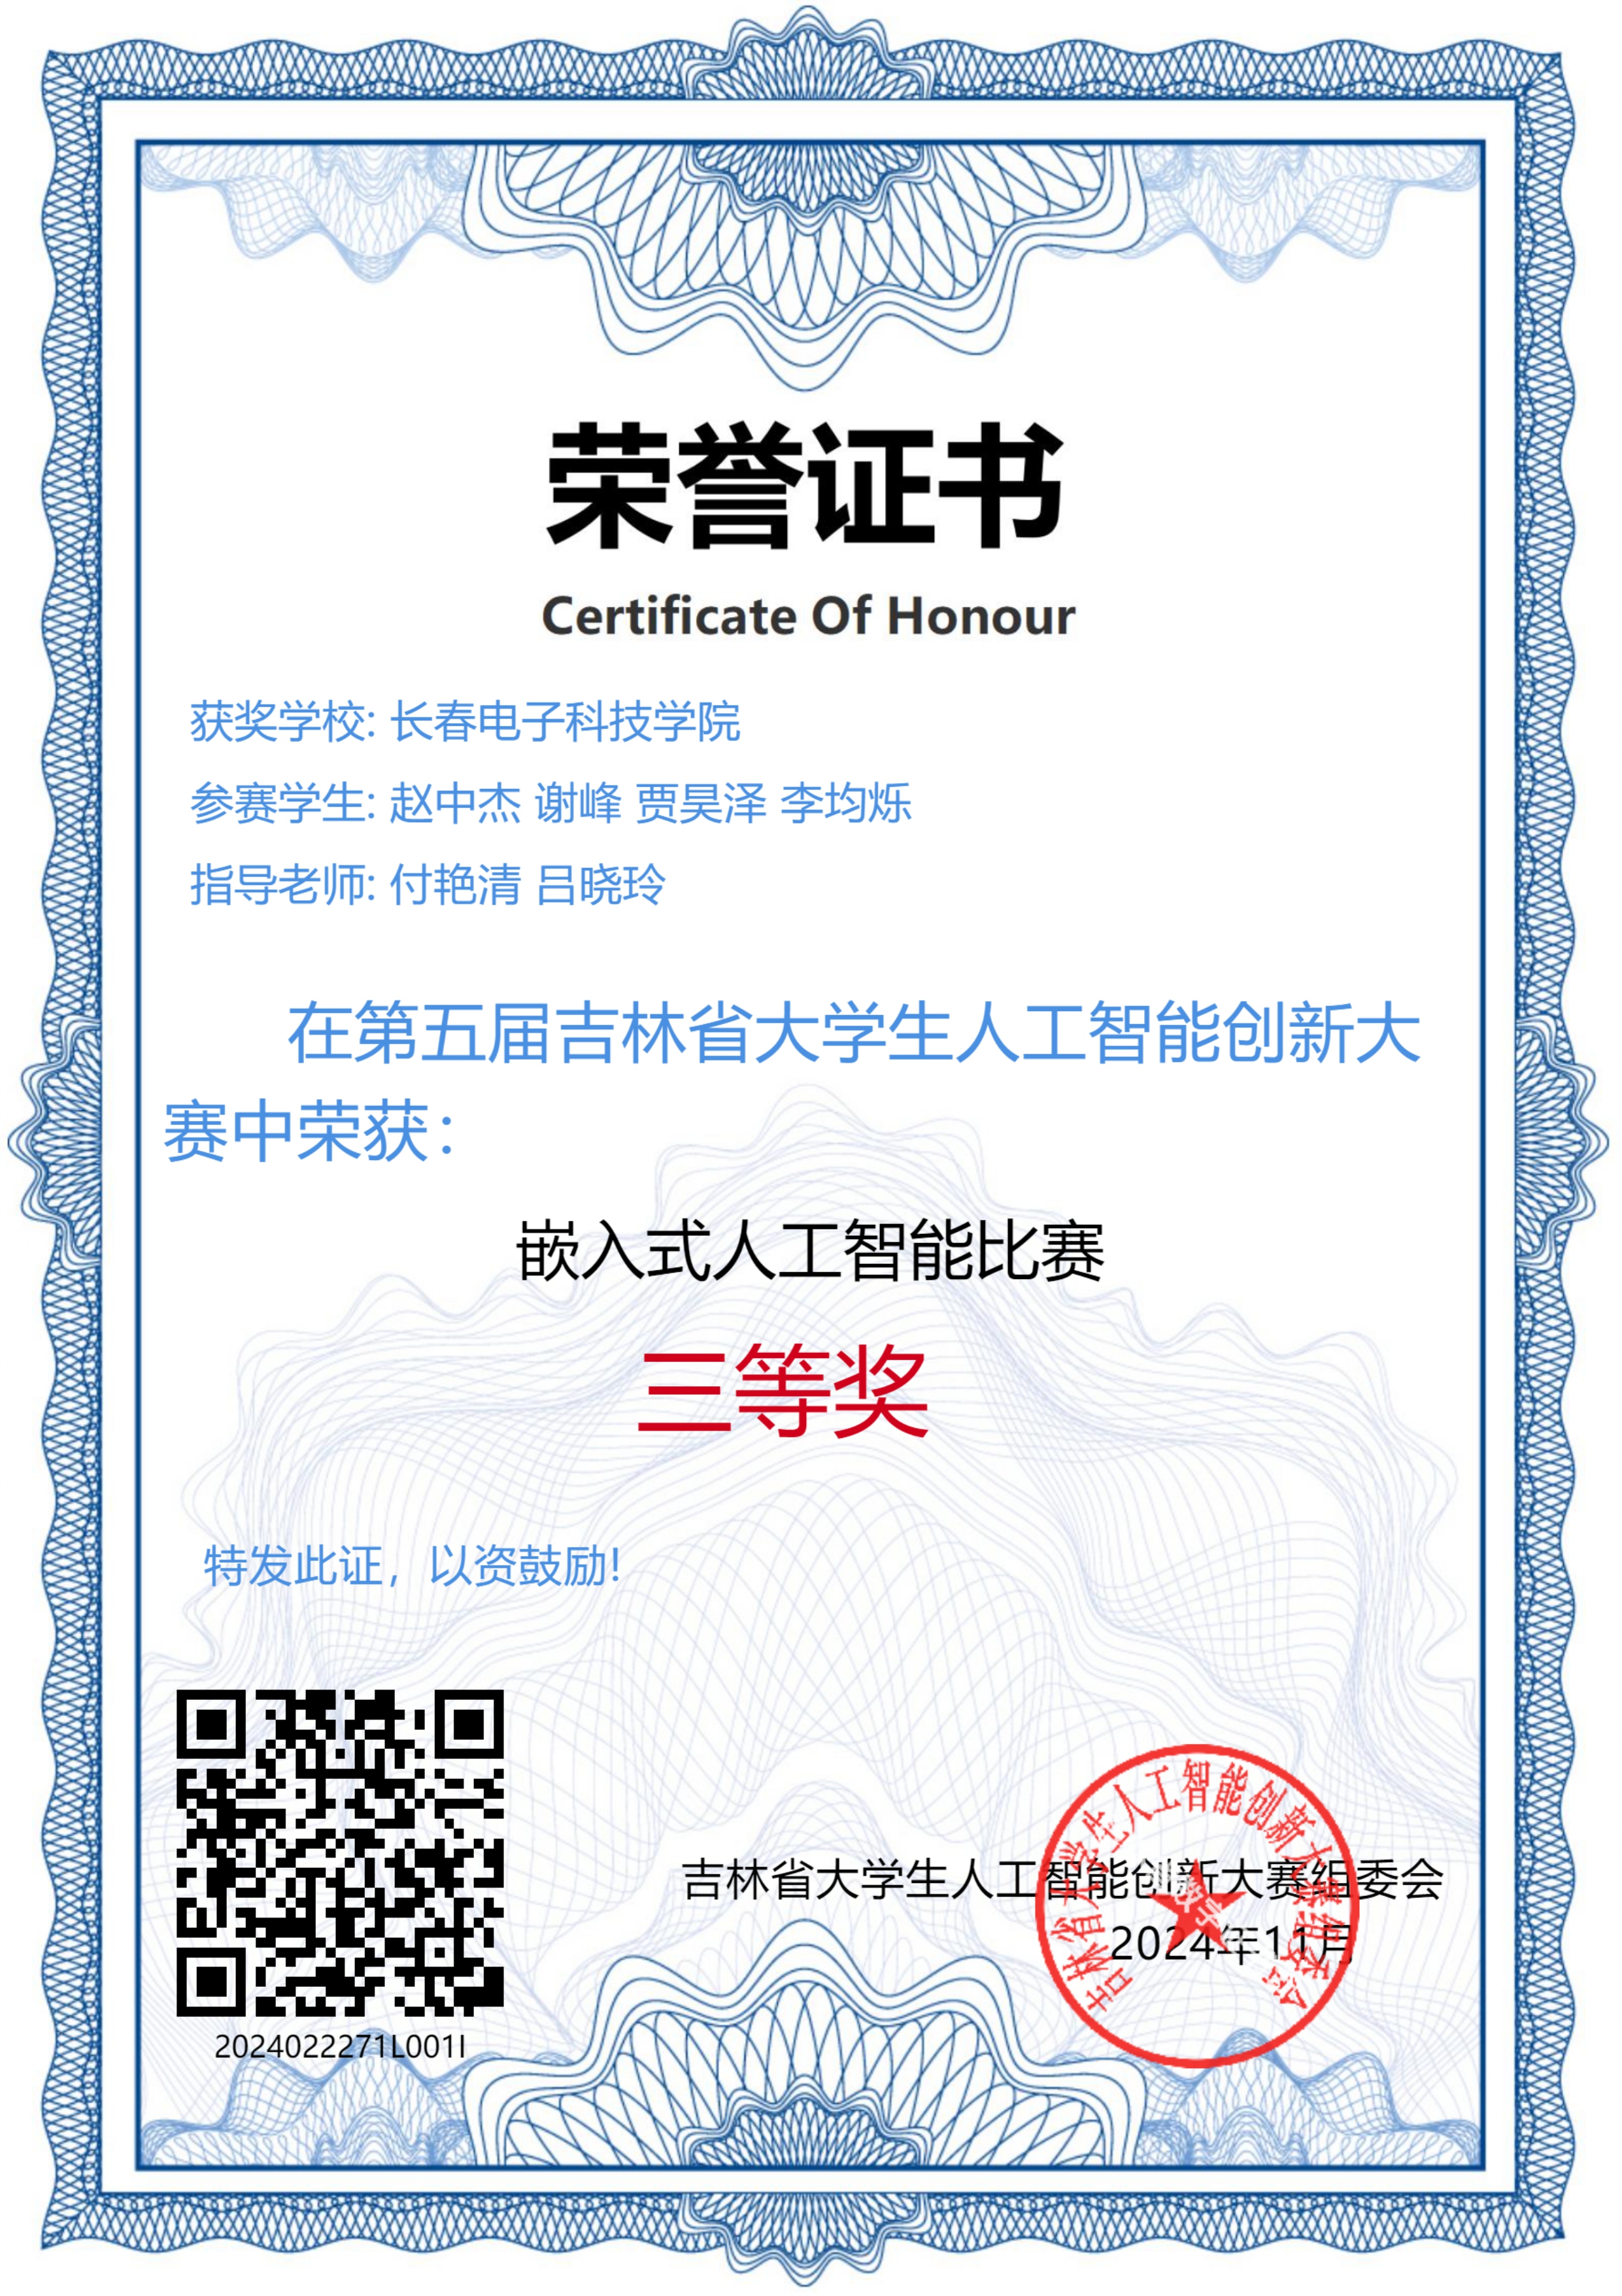 荣誉证书
Certificate Of Honour
获奖学校: 长春电子科技学院
参赛学生: 赵中杰 谢峰 贾昊泽 李均烁
指导老师: 付艳清 吕晓玲
在第五届吉林省大学生人工智能创新大
赛中荣获：
嵌入式人工智能比赛
三等奖
特发此证，以资鼓励!
吉林省大学生人工智能创新大赛组委会
吉林省大学生人工智能创新大赛组委会
2024年11月
2024022271L001I